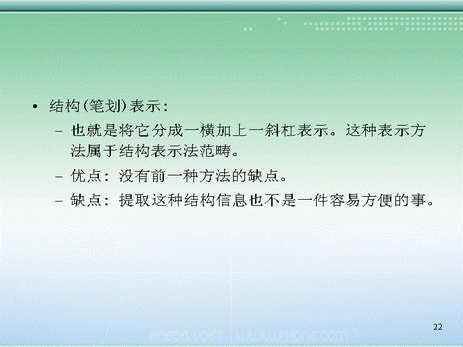 • 结构(笔划)表示:
– 也就是将它分成一横加上一斜杠表示。这种表示方
法属于结构表示法范畴。
– 优点: 没有前一种方法的缺点。
– 缺点: 提取这种结构信息也不是一件容易方便的事。
22